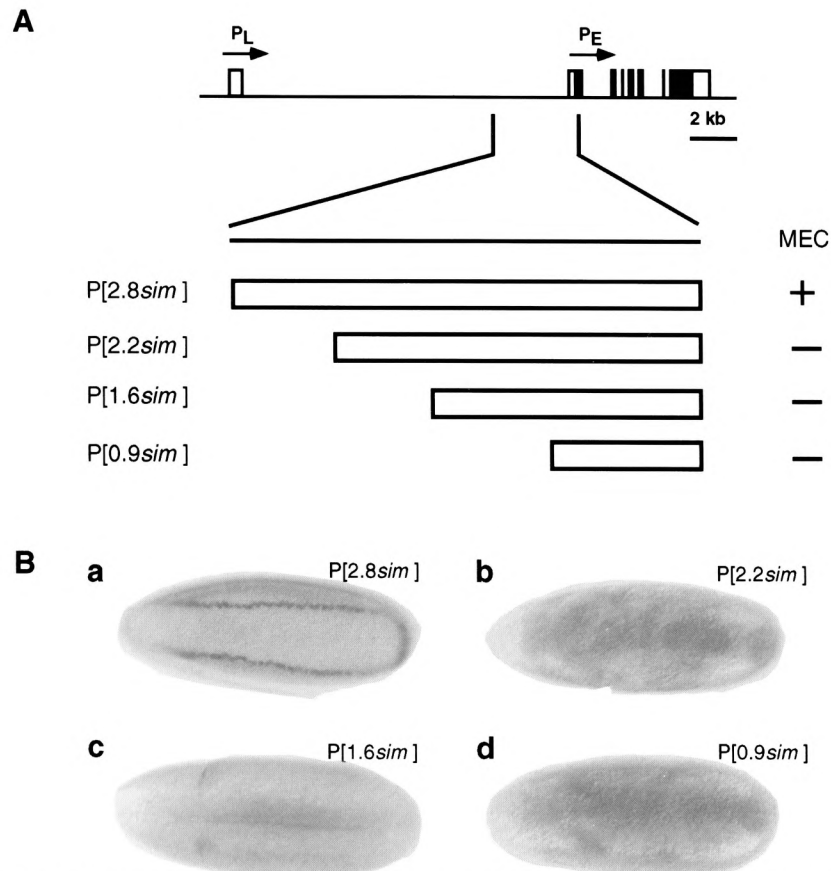 A
PL
PE
2 kb
MEC
P[2.8sim] +
P[2.2sim] –
P[1.6sim] –
P[0.9sim] –
B
a P[2.8sim]
b P[2.2sim]
c P[1.6sim]
d P[0.9sim]